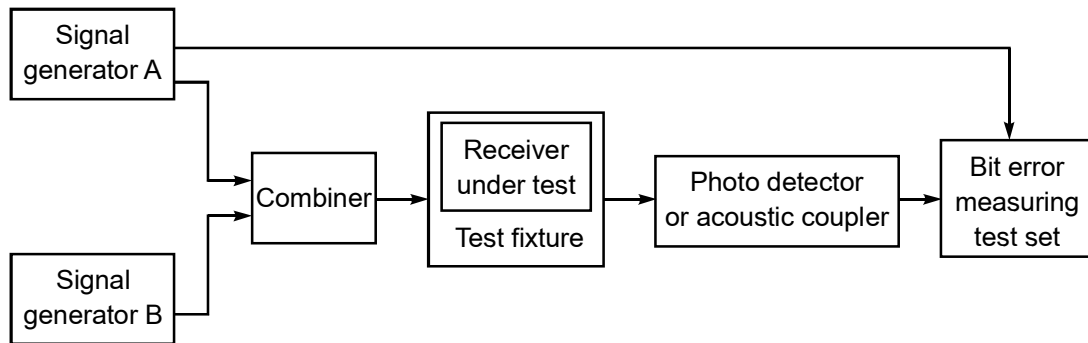 Signal
generator A
Combiner
Receiver
under test
Test fixture
Photo detector
or acoustic coupler
Bit error
measuring
test set
Signal
generator B